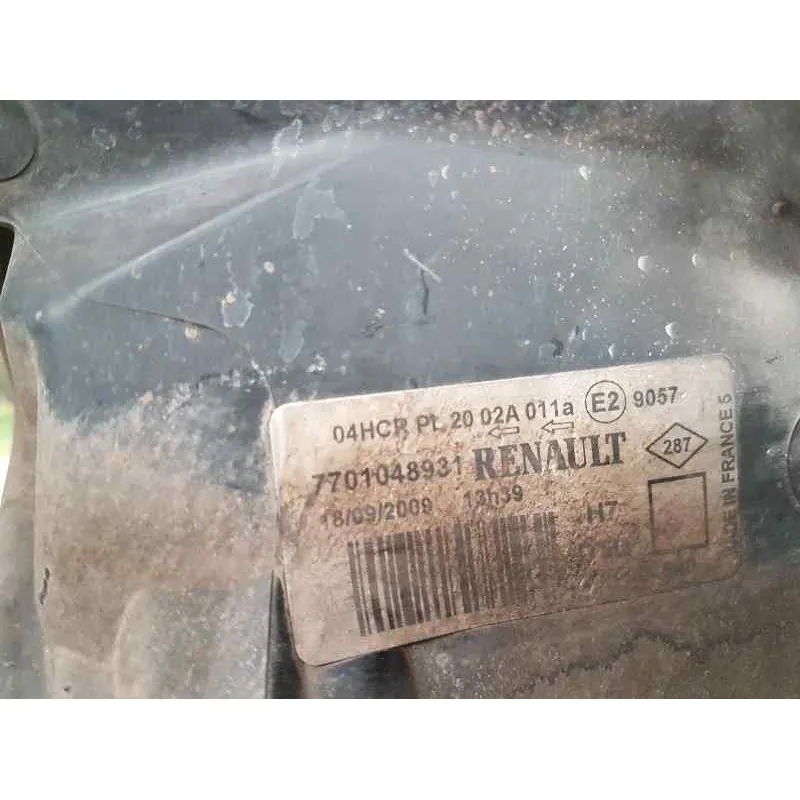 04HCR PL 20 02A 011a E2 9057
7701048931 RENAULT 287
18/09/2009 13h39 H7
MADE IN FRANCE 5